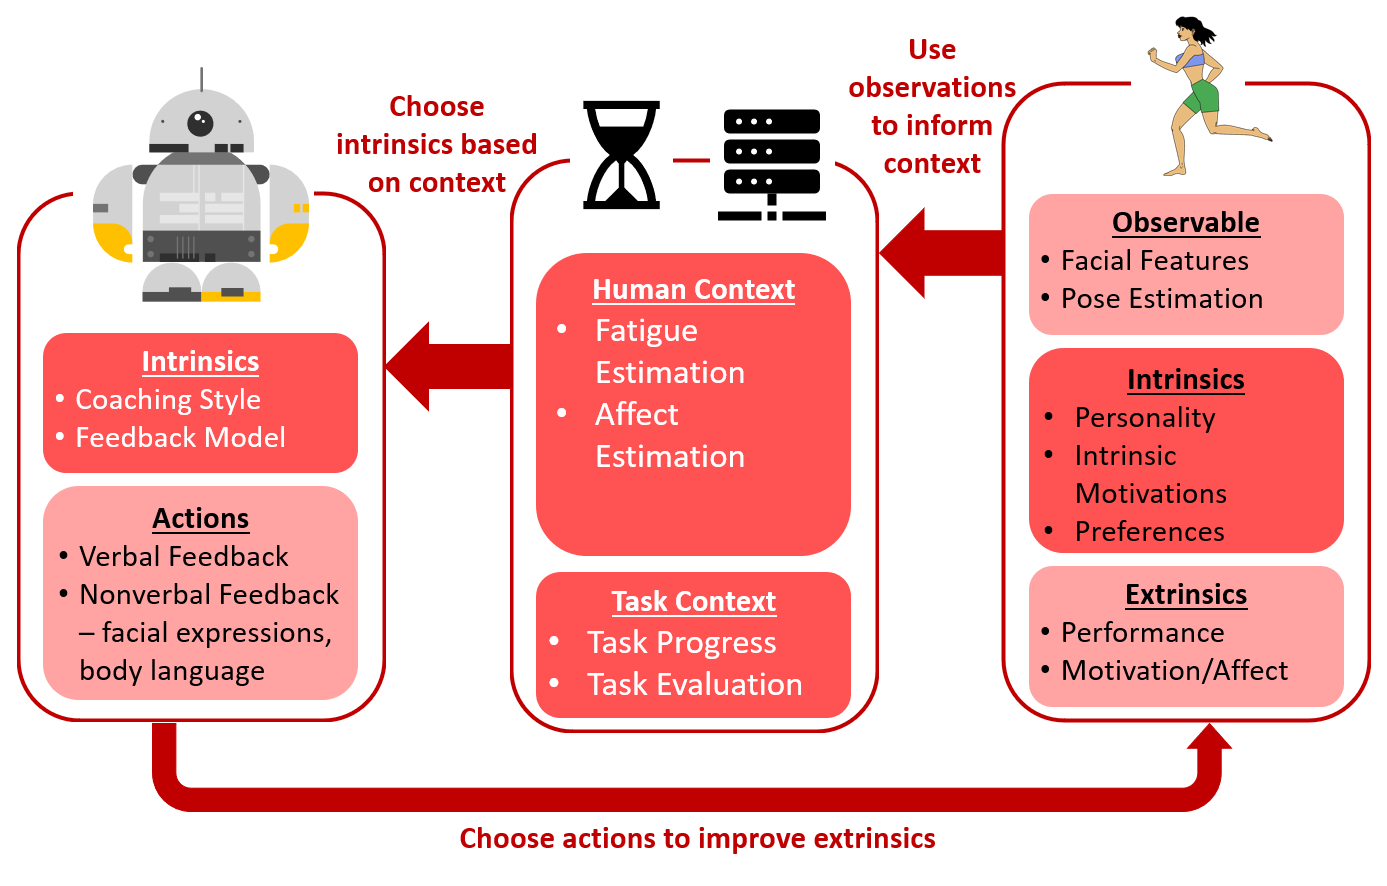 Choose
intrinsics based
on context
Use
observations
to inform
context
Intrinsics
• Coaching Style
• Feedback Model
Actions
• Verbal Feedback
• Nonverbal Feedback
– facial expressions,
body language
Human Context
• Fatigue
Estimation
• Affect
Estimation
Task Context
• Task Progress
• Task Evaluation
Observable
• Facial Features
• Pose Estimation
Intrinsics
• Personality
• Intrinsic
Motivations
• Preferences
Extrinsics
• Performance
• Motivation/Affect
Choose actions to improve extrinsics